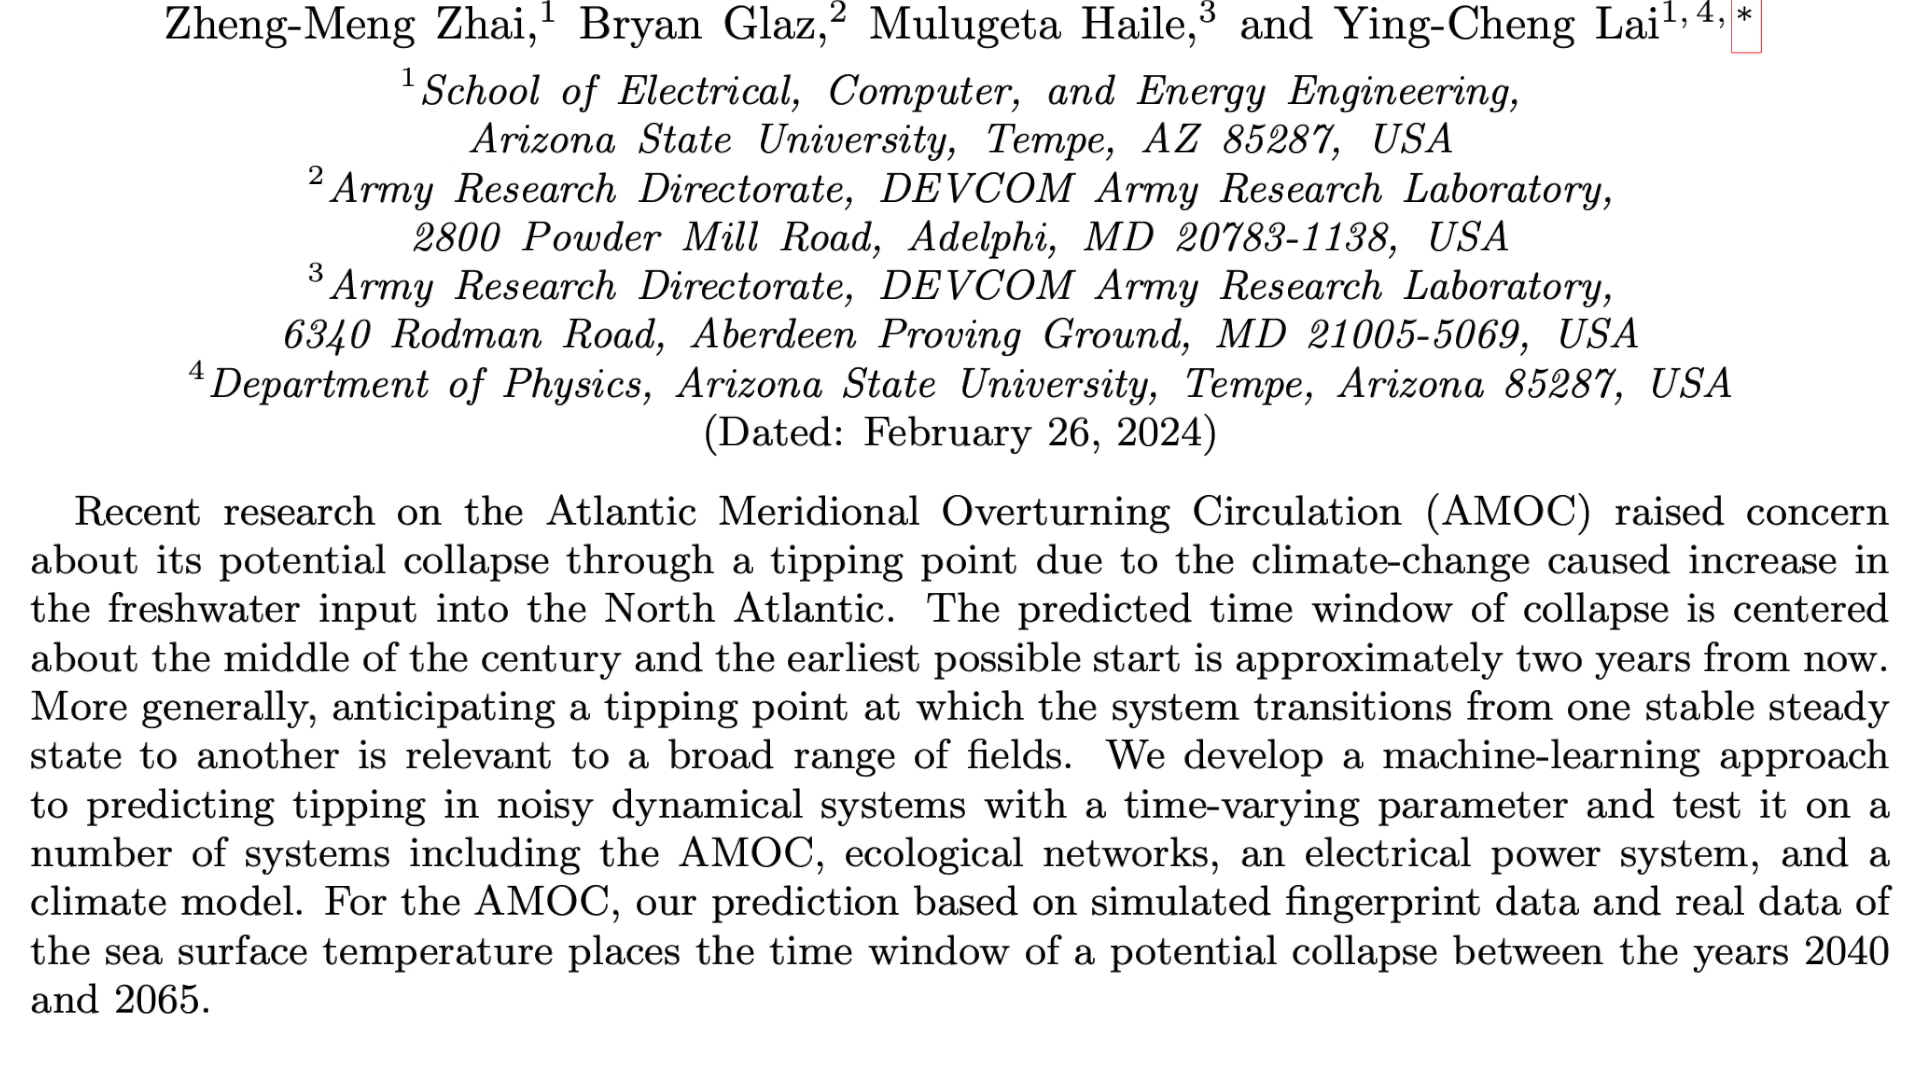 Zheng-Meng Zhai,¹ Bryan Glaz,² Mulugeta Haile,³ and Ying-Cheng Lai¹,⁴,*
¹School of Electrical, Computer, and Energy Engineering,
Arizona State University, Tempe, AZ 85287, USA
²Army Research Directorate, DEVCOM Army Research Laboratory,
2800 Powder Mill Road, Adelphi, MD 20783-1138, USA
³Army Research Directorate, DEVCOM Army Research Laboratory,
6340 Rodman Road, Aberdeen Proving Ground, MD 21005-5069, USA
⁴Department of Physics, Arizona State University, Tempe, Arizona 85287, USA
(Dated: February 26, 2024)
Recent research on the Atlantic Meridional Overturning Circulation (AMOC) raised concern
about its potential collapse through a tipping point due to the climate-change caused increase in
the freshwater input into the North Atlantic. The predicted time window of collapse is centered
about the middle of the century and the earliest possible start is approximately two years from now.
More generally, anticipating a tipping point at which the system transitions from one stable steady
state to another is relevant to a broad range of fields. We develop a machine-learning approach
to predicting tipping in noisy dynamical systems with a time-varying parameter and test it on a
number of systems including the AMOC, ecological networks, an electrical power system, and a
climate model. For the AMOC, our prediction based on simulated fingerprint data and real data of
the sea surface temperature places the time window of a potential collapse between the years 2040
and 2065.